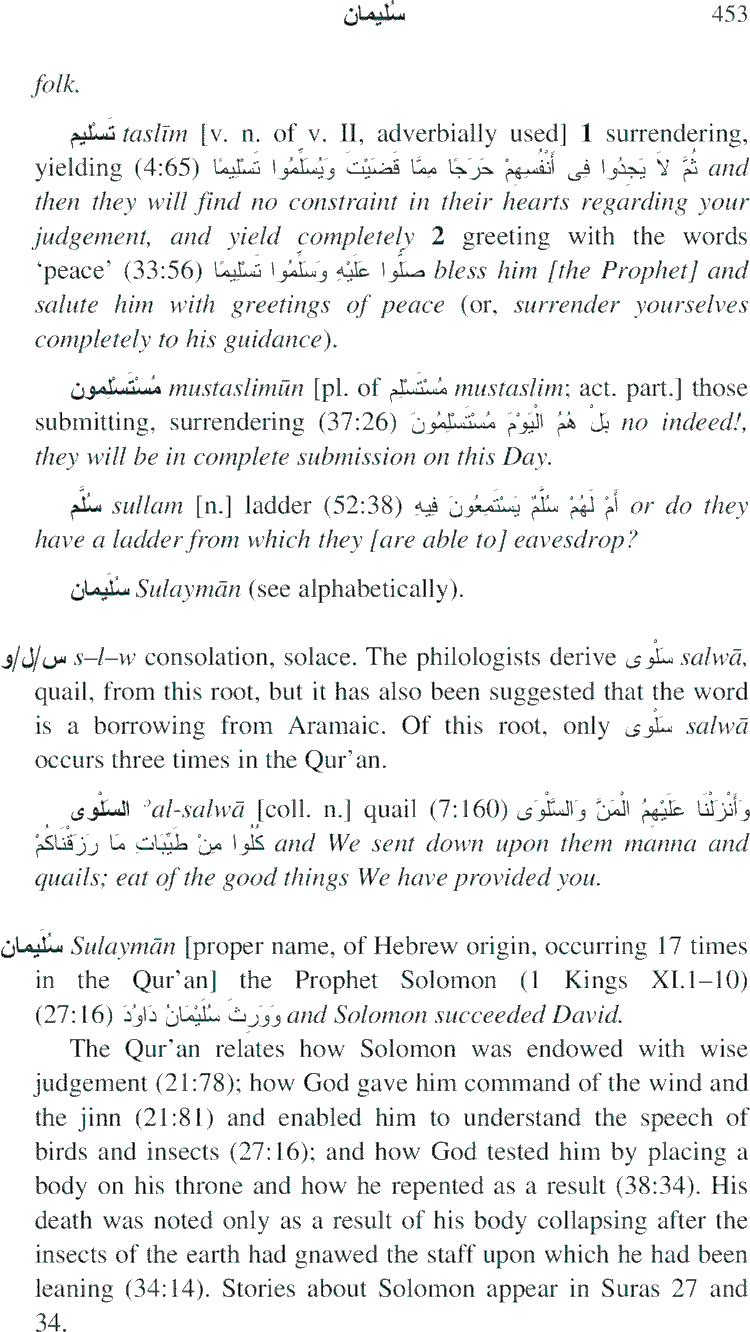 سُليمان 453
folk.
تَسْليم taslīm [v. n. of v. II, adverbially used] 1 surrendering,
yielding (4:65) ثُمَّ لاَ يَجِدُوا فِى أَنْفُسِهِمْ حَرَجًا مِمَّا قَضَيْتَ وَيُسَلِّمُوا تَسْلِيمًا and
then they will find no constraint in their hearts regarding your
judgement, and yield completely 2 greeting with the words
‘peace’ (33:56) صَلُّوا عَلَيْهِ وَسَلِّمُوا تَسْلِيمًا bless him [the Prophet] and
salute him with greetings of peace (or, surrender yourselves
completely to his guidance).
مُسْتَسْلِمون mustaslimūn [pl. of مُسْتَسْلِم mustaslim; act. part.] those
submitting, surrendering (37:26) بَلْ هُمُ الْيَوْمَ مُسْتَسْلِمُونَ no indeed!,
they will be in complete submission on this Day.
سُلَّم sullam [n.] ladder (52:38) أَمْ لَهُمْ سُلَّمٌ يَسْتَمِعُونَ فِيهِ or do they
have a ladder from which they [are able to] eavesdrop?
سُلَيمان Sulaymān (see alphabetically).
س/ل/و s–l–w consolation, solace. The philologists derive سَلْوى salwā,
quail, from this root, but it has also been suggested that the word
is a borrowing from Aramaic. Of this root, only سَلْوى salwā
occurs three times in the Qur’an.
السَلْوى ʾal-salwā [coll. n.] quail (7:160) وَأَنْزَلْنَا عَلَيْهِمُ الْمَنَّ وَالسَّلْوَى
كُلُوا مِنْ طَيِّبَاتِ مَا رَزَقْنَاكُمْ and We sent down upon them manna and
quails; eat of the good things We have provided you.
سُلَيمان Sulaymān [proper name, of Hebrew origin, occurring 17 times
in the Qur’an] the Prophet Solomon (1 Kings XI.1–10)
(27:16) وَوَرِثَ سُلَيْمَانُ دَاوُدَ and Solomon succeeded David.
The Qur’an relates how Solomon was endowed with wise
judgement (21:78); how God gave him command of the wind and
the jinn (21:81) and enabled him to understand the speech of
birds and insects (27:16); and how God tested him by placing a
body on his throne and how he repented as a result (38:34). His
death was noted only as a result of his body collapsing after the
insects of the earth had gnawed the staff upon which he had been
leaning (34:14). Stories about Solomon appear in Suras 27 and
34.